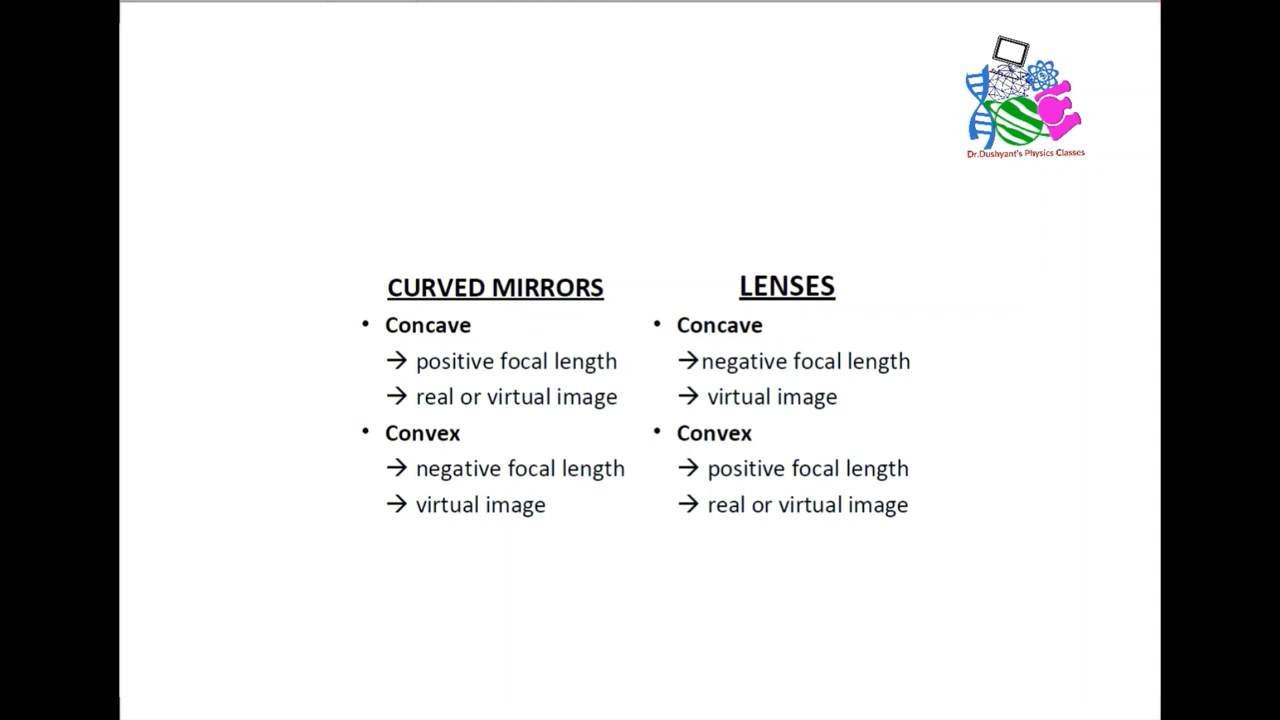 Dr.Dushyant's Physics Classes
CURVED MIRRORS
• Concave
→ positive focal length
→ real or virtual image
• Convex
→ negative focal length
→ virtual image
LENSES
• Concave
→negative focal length
→ virtual image
• Convex
→ positive focal length
→ real or virtual image